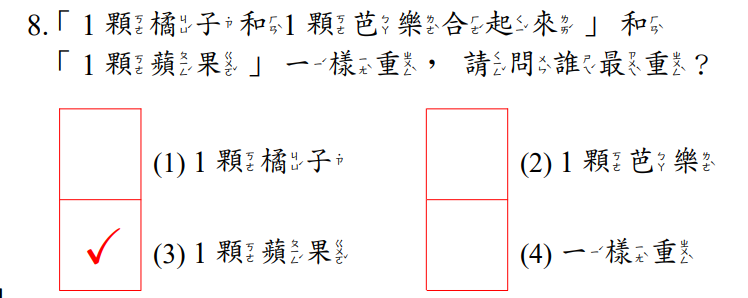 8.「 1 顆橘子和 1 顆芭樂合起來 」 和
「 1 顆蘋果 」 一樣重， 請問誰最重？
(1) 1 顆橘子 (2) 1 顆芭樂
✓ (3) 1 顆蘋果 (4) 一樣重